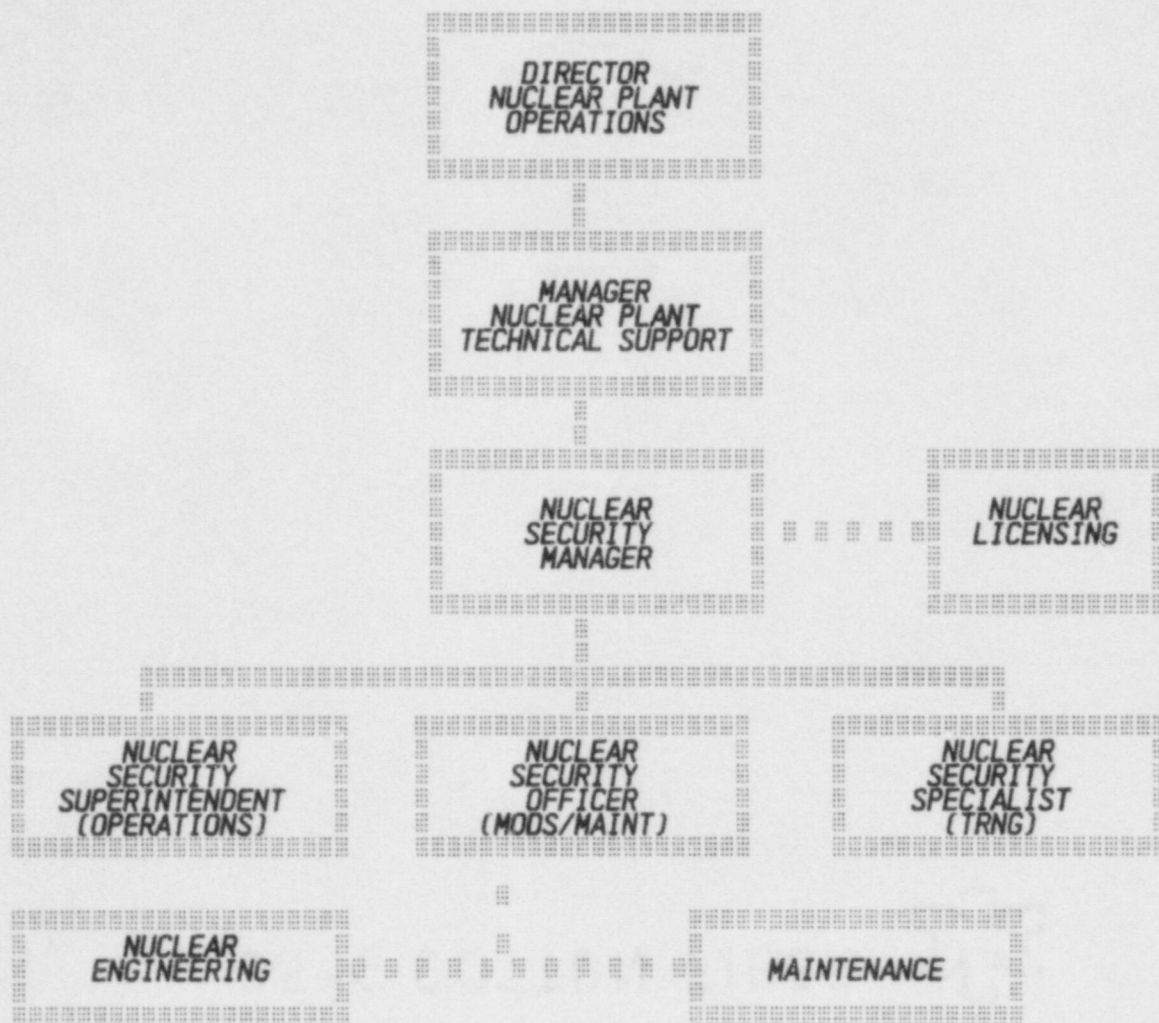 DIRECTOR
NUCLEAR PLANT
OPERATIONS
MANAGER
NUCLEAR PLANT
TECHNICAL SUPPORT
NUCLEAR
SECURITY
MANAGER
NUCLEAR
LICENSING
NUCLEAR
SECURITY
SUPERINTENDENT
(OPERATIONS)
NUCLEAR
SECURITY
OFFICER
(MODS/MAINT)
NUCLEAR
SECURITY
SPECIALIST
(TRNG)
NUCLEAR
ENGINEERING
MAINTENANCE